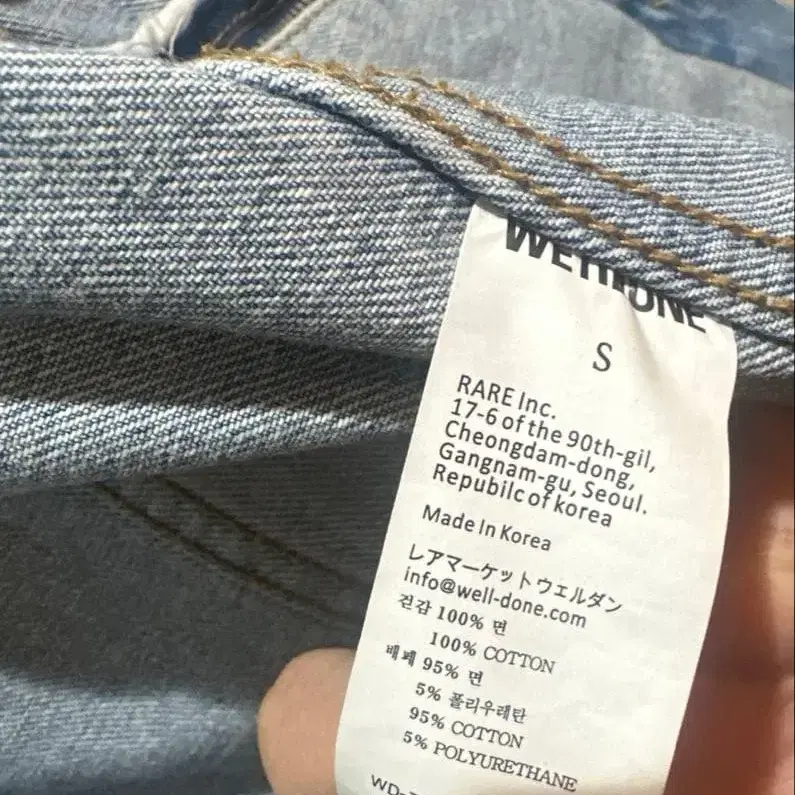 WE11DONE
S
RARE Inc.
17-6 of the 90th-gil,
Cheongdam-dong,
Gangnam-gu, Seoul.
Repubilc of korea
Made In Korea
レアマーケットウェルダン
info@well-done.com
겉감 100% 면
100% COTTON
배폐 95% 면
5% 폴리우레탄
95% COTTON
5% POLYURETHANE